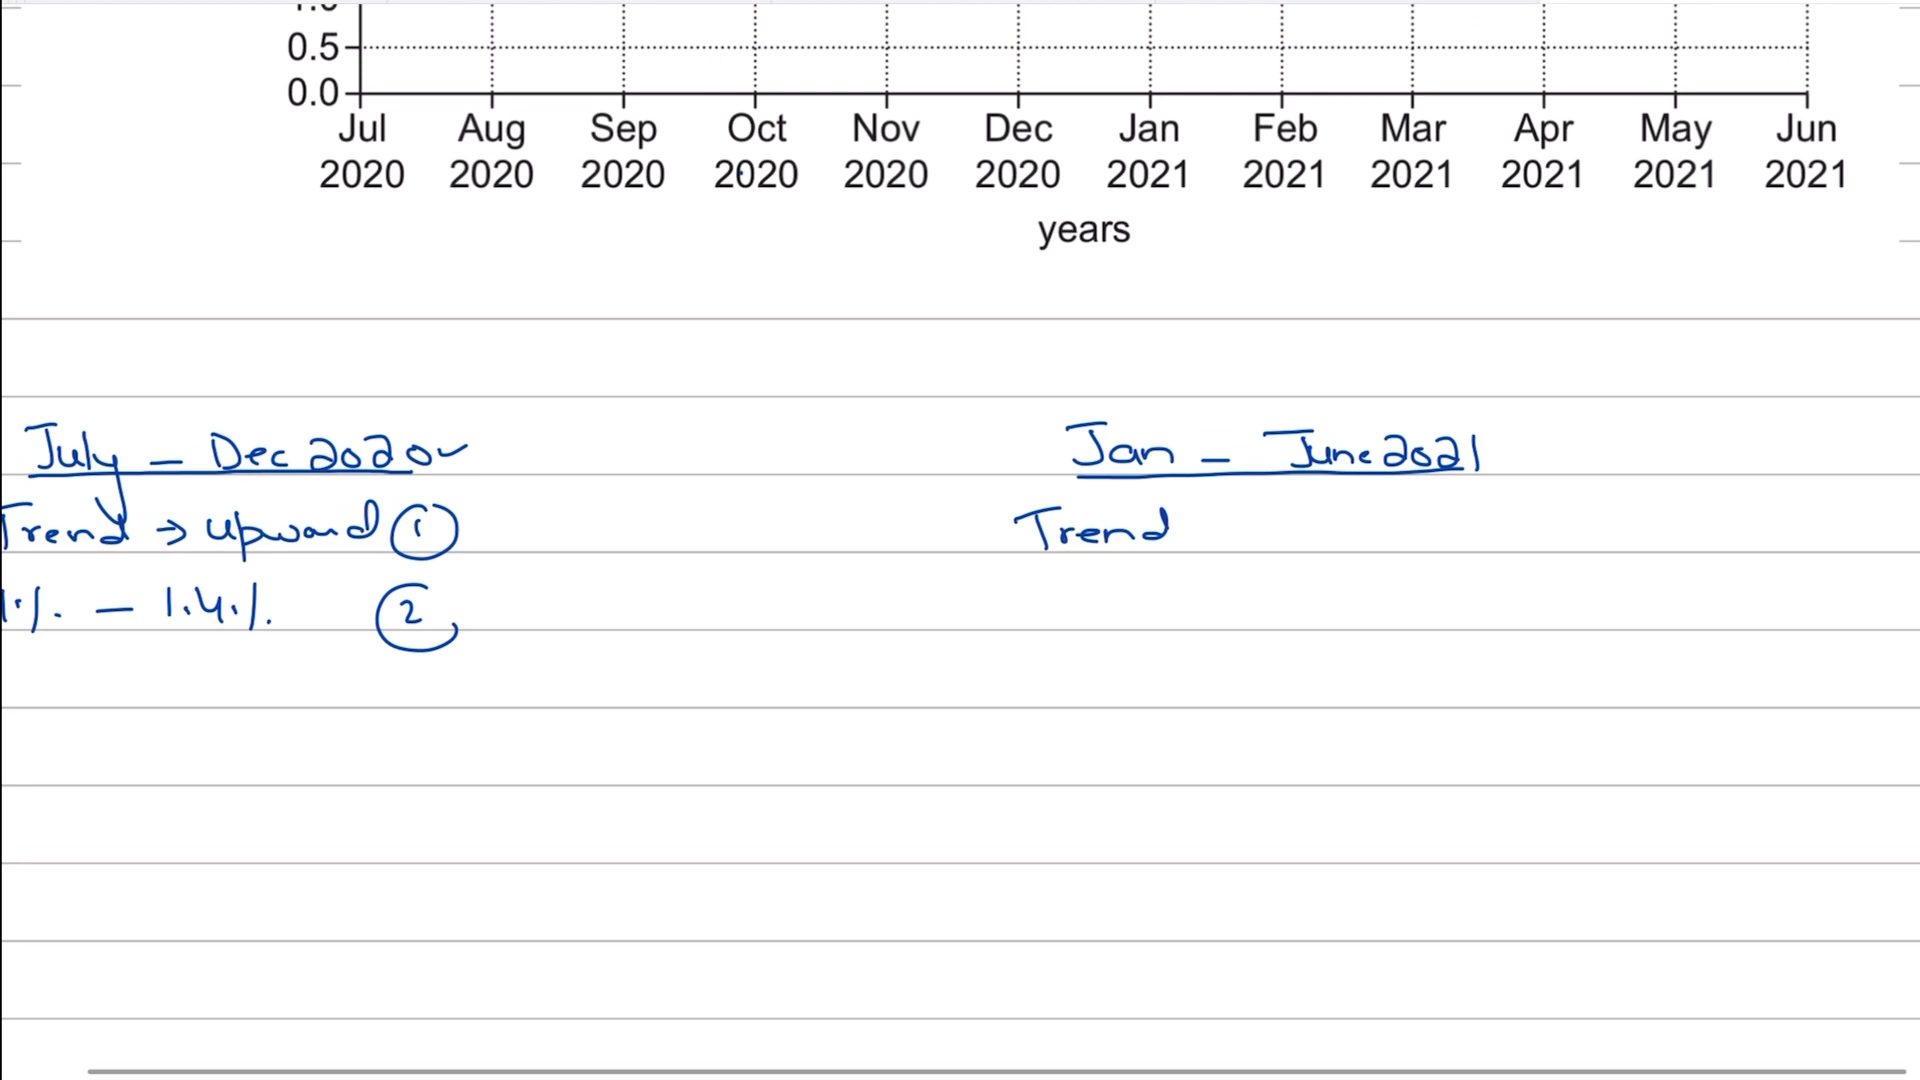 0.5
0.0
Jul Aug Sep Oct Nov Dec Jan Feb Mar Apr May Jun
2020 2020 2020 2020 2020 2020 2021 2021 2021 2021 2021 2021
years
July – Dec 2020 Jan – June 2021
Trend → upward ① Trend
1% – 1.4% ②